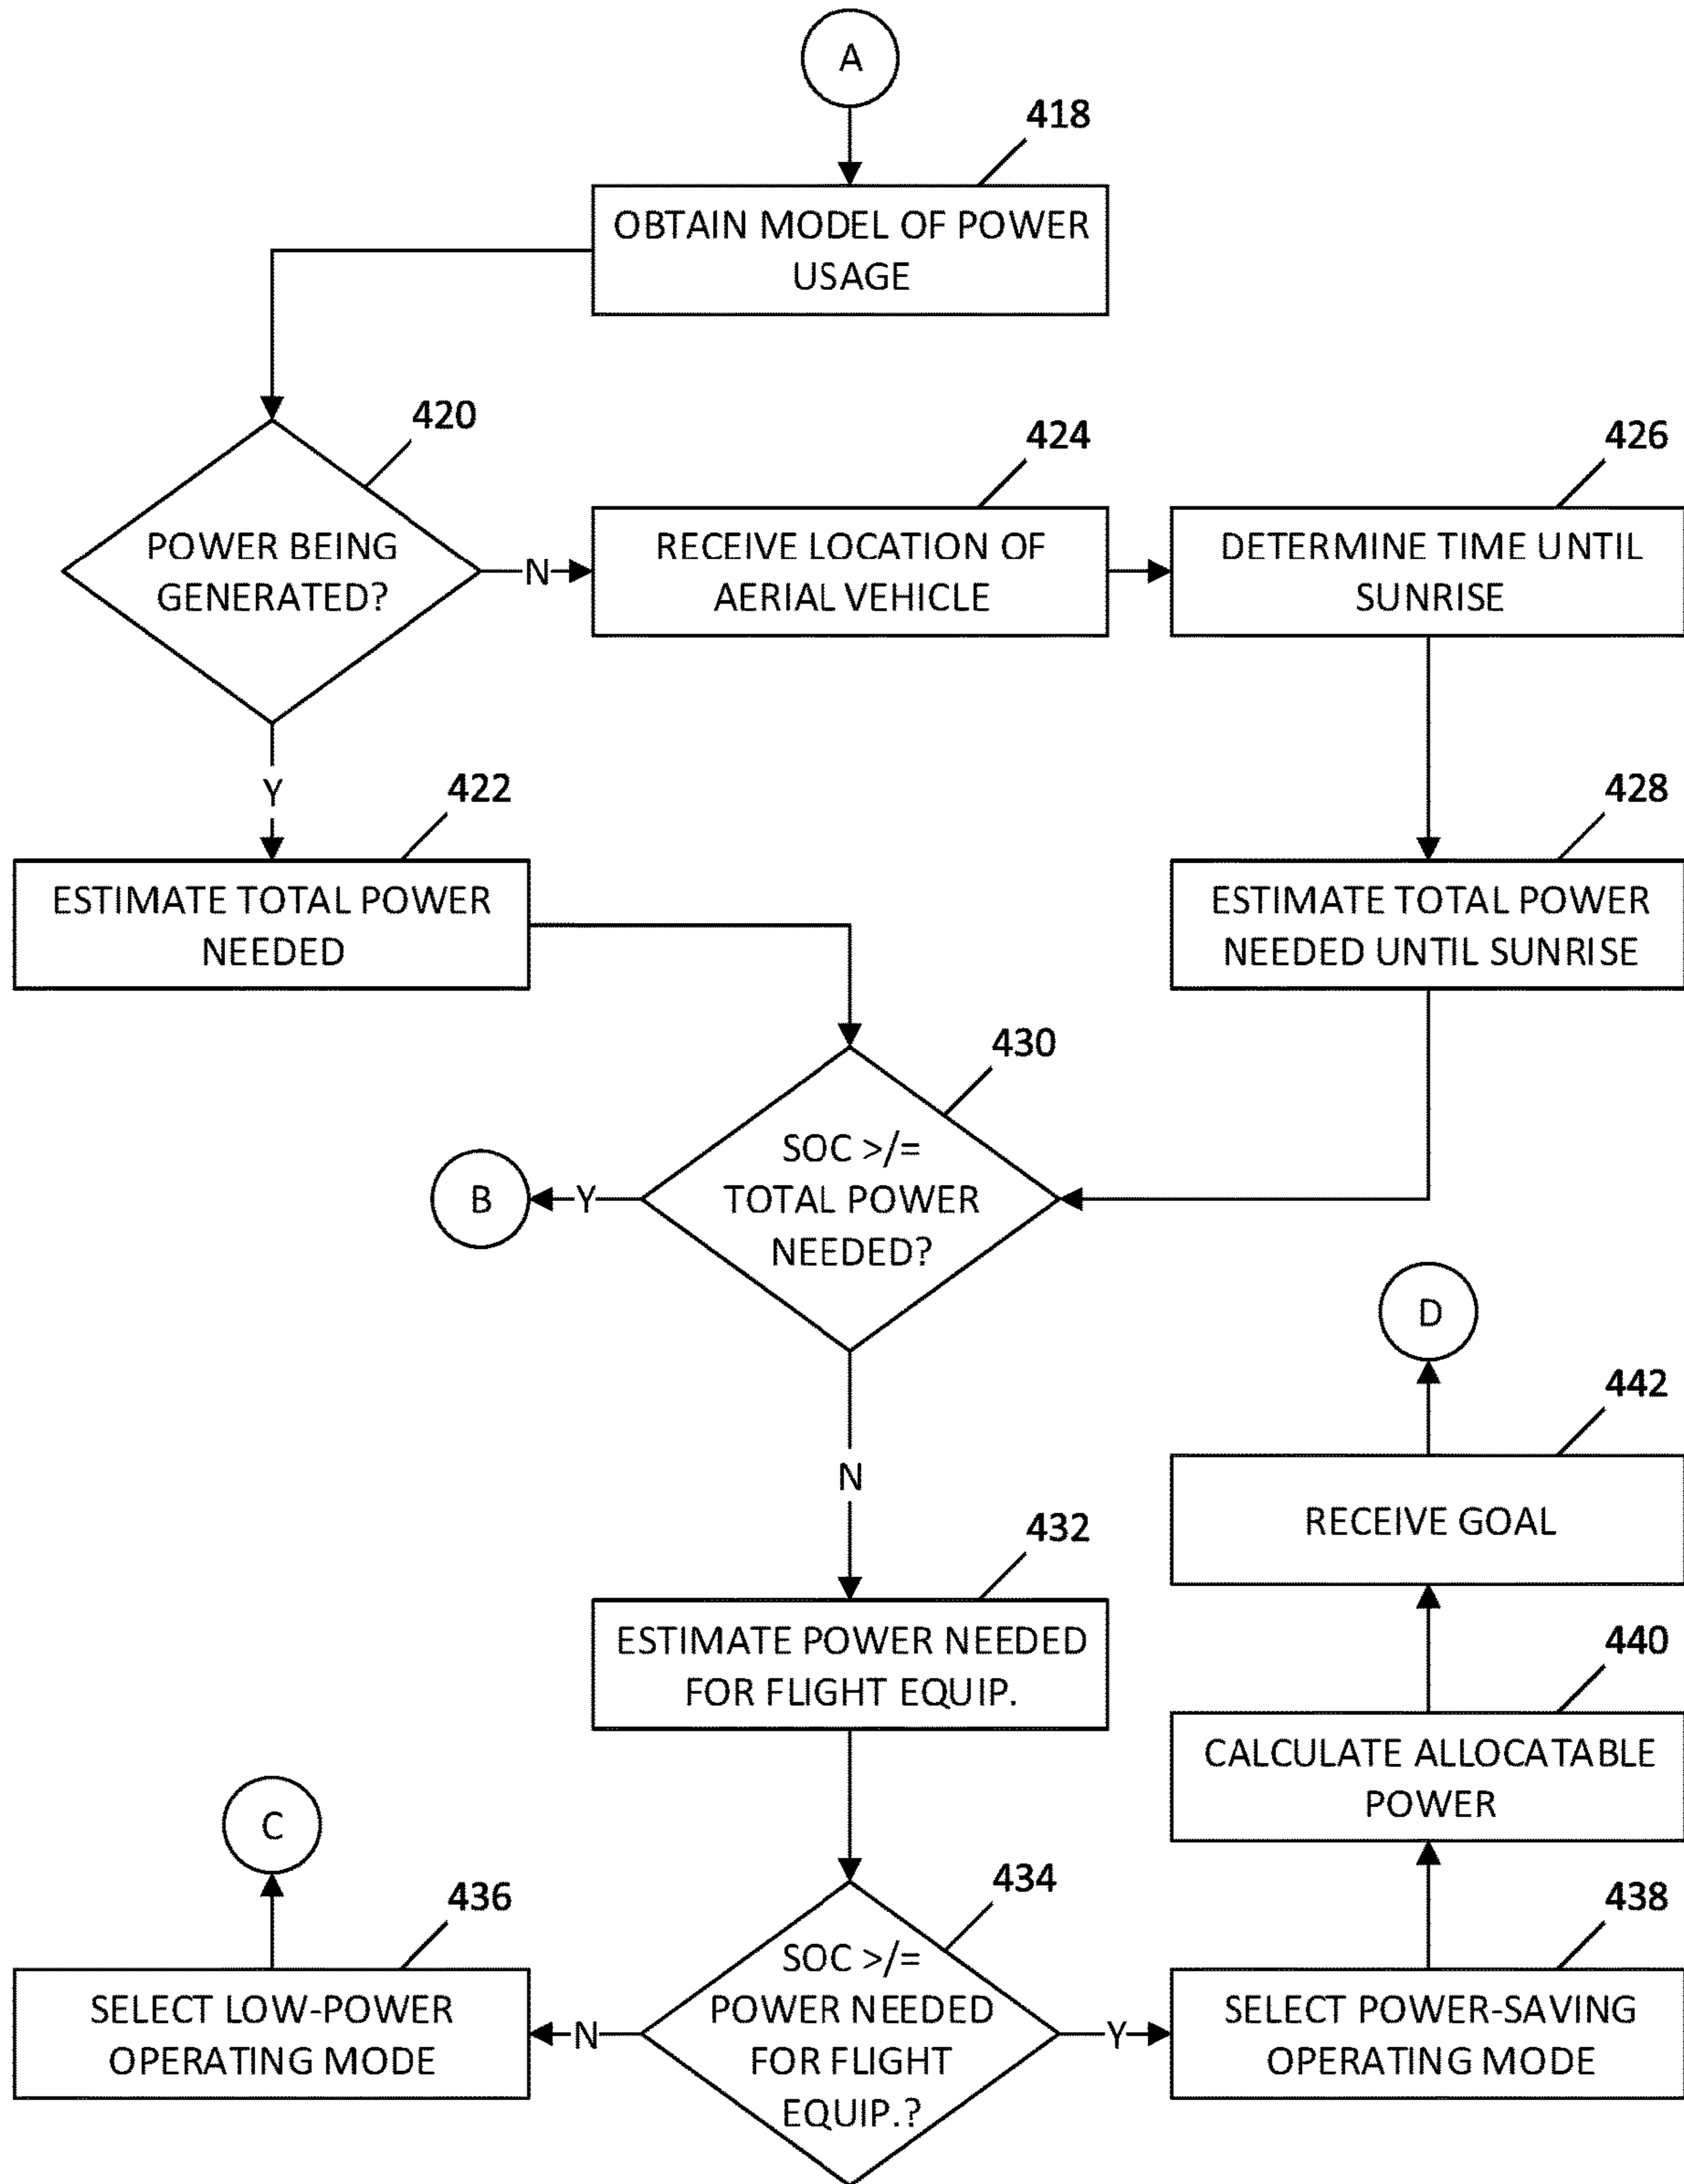 A
418
OBTAIN MODEL OF POWER
USAGE
420
POWER BEING
GENERATED?
N
424
RECEIVE LOCATION OF
AERIAL VEHICLE
426
DETERMINE TIME UNTIL
SUNRISE
Y
422
ESTIMATE TOTAL POWER
NEEDED
428
ESTIMATE TOTAL POWER
NEEDED UNTIL SUNRISE
430
SOC >/=
TOTAL POWER
NEEDED?
Y
B
N
432
ESTIMATE POWER NEEDED
FOR FLIGHT EQUIP.
434
SOC >/=
POWER NEEDED
FOR FLIGHT
EQUIP.?
N
436
SELECT LOW-POWER
OPERATING MODE
C
Y
438
SELECT POWER-SAVING
OPERATING MODE
440
CALCULATE ALLOCATABLE
POWER
442
RECEIVE GOAL
D